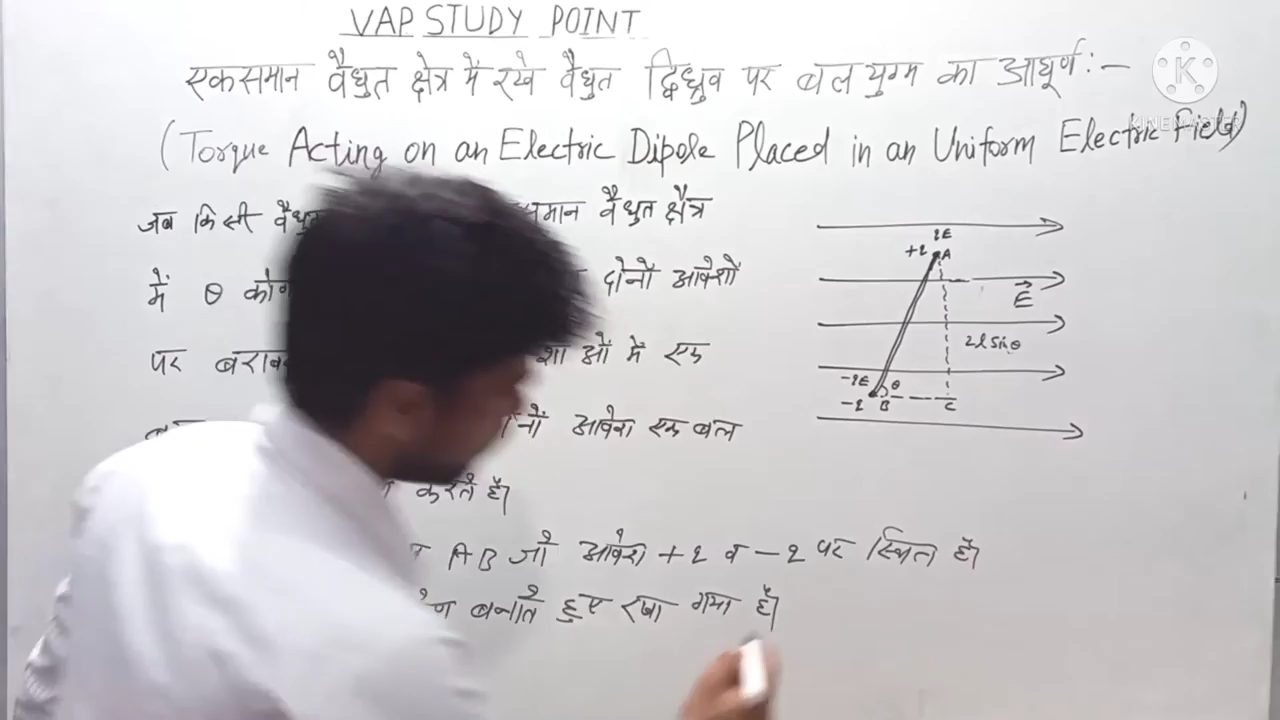 VAP STUDY POINT
एकसमान वैधुत क्षेत्र में रखे वैधुत द्विध्रुव पर बल युग्म का आघूर्ण:-
(Torque Acting on an Electric Dipole Placed in an Uniform Electric Field)
K
KINEMASTER
जब किसी समान वैधुत क्षेत्र
में θ दोनों आवेशों
पर में एक
आवेश एक बल
करते है।
AB जो आवेश +q व -q पर स्थित है।
बनाते हुए रखा गया है।
qE
+q A
E
2l sinθ
-qE θ
-q B C